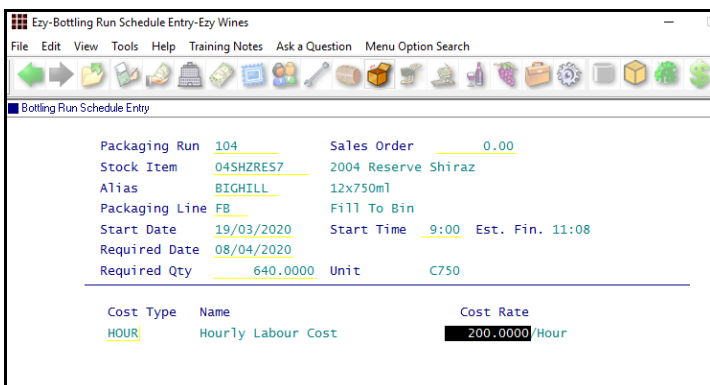 Ezy-Bottling Run Schedule Entry-Ezy Wines
File Edit View Tools Help Training Notes Ask a Question Menu Option Search
Bottling Run Schedule Entry
Packaging Run 104 Sales Order 0.00
Stock Item 04SHZRES7 2004 Reserve Shiraz
Alias BIGHILL 12x750ml
Packaging Line FB Fill To Bin
Start Date 19/03/2020 Start Time 9:00 Est. Fin. 11:08
Required Date 08/04/2020
Required Qty 640.0000 Unit C750
Cost Type Name Cost Rate
HOUR Hourly Labour Cost 200.0000/Hour